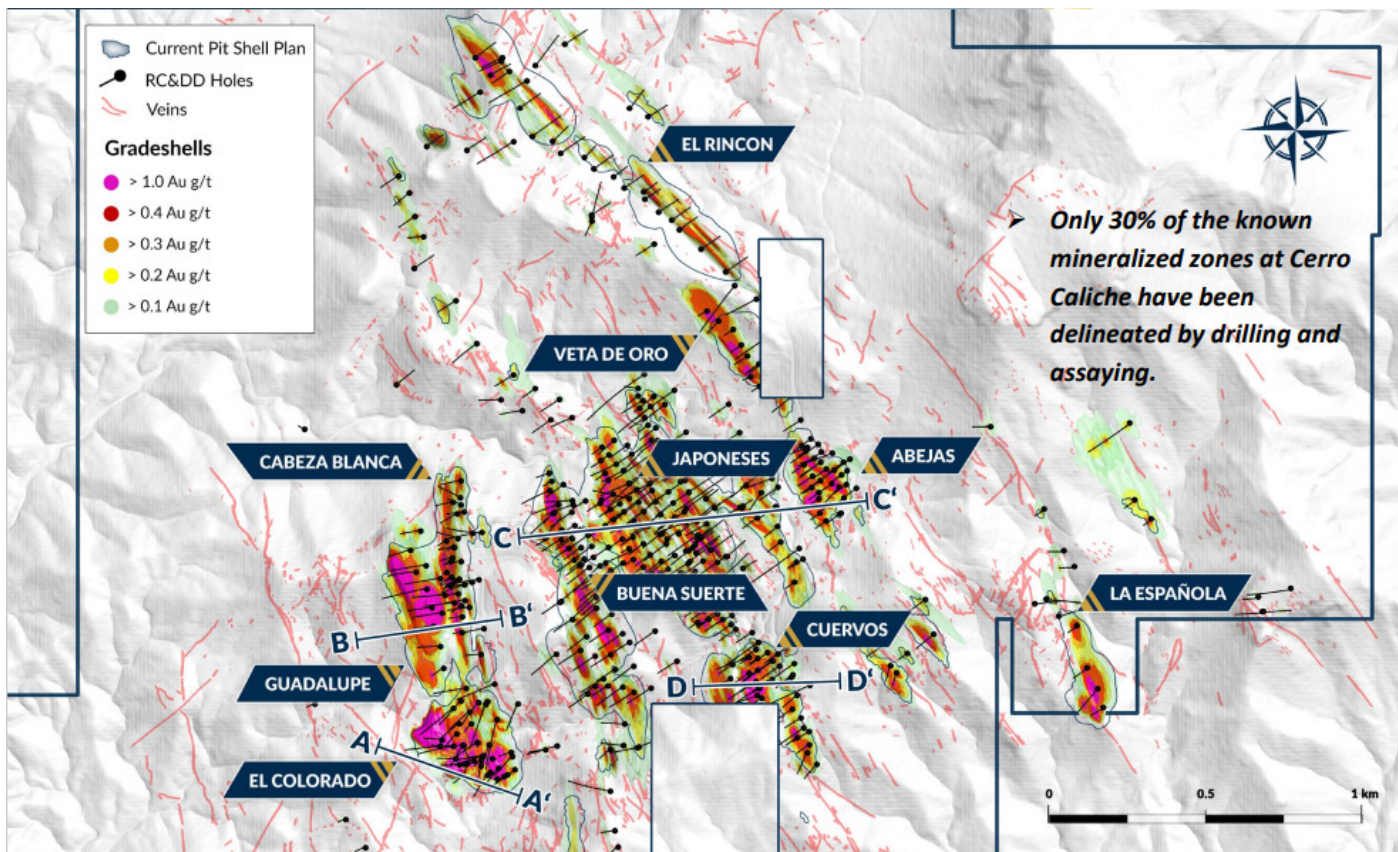 Current Pit Shell Plan
RC&DD Holes
Veins
Gradeshells
> 1.0 Au g/t
> 0.4 Au g/t
> 0.3 Au g/t
> 0.2 Au g/t
> 0.1 Au g/t
EL RINCON
➢ Only 30% of the known
mineralized zones at Cerro
Caliche have been
delineated by drilling and
assaying.
VETA DE ORO
CABEZA BLANCA
JAPONESES
ABEJAS
C
C'
BUENA SUERTE
LA ESPAÑOLA
B
B'
CUERVOS
GUADALUPE
D
D'
A
EL COLORADO
A'
0
0.5
1 km